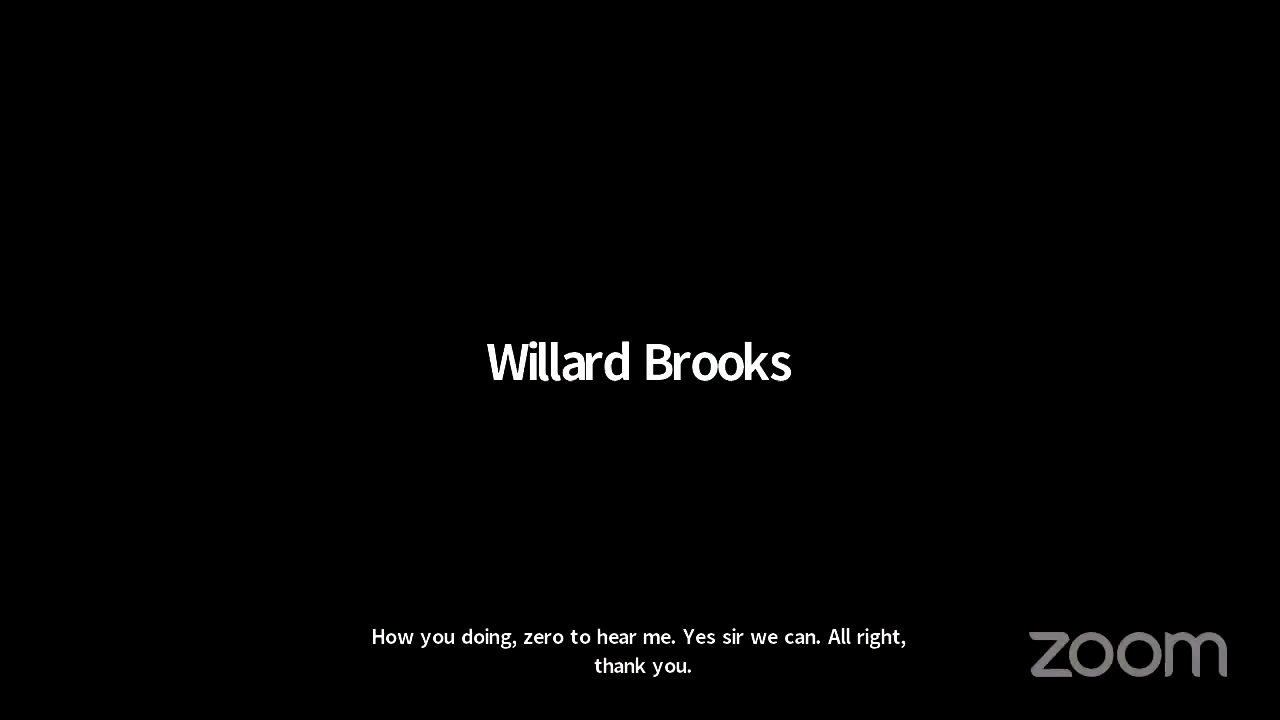 Willard Brooks
How you doing, zero to hear me. Yes sir we can. All right,
thank you.
zoom